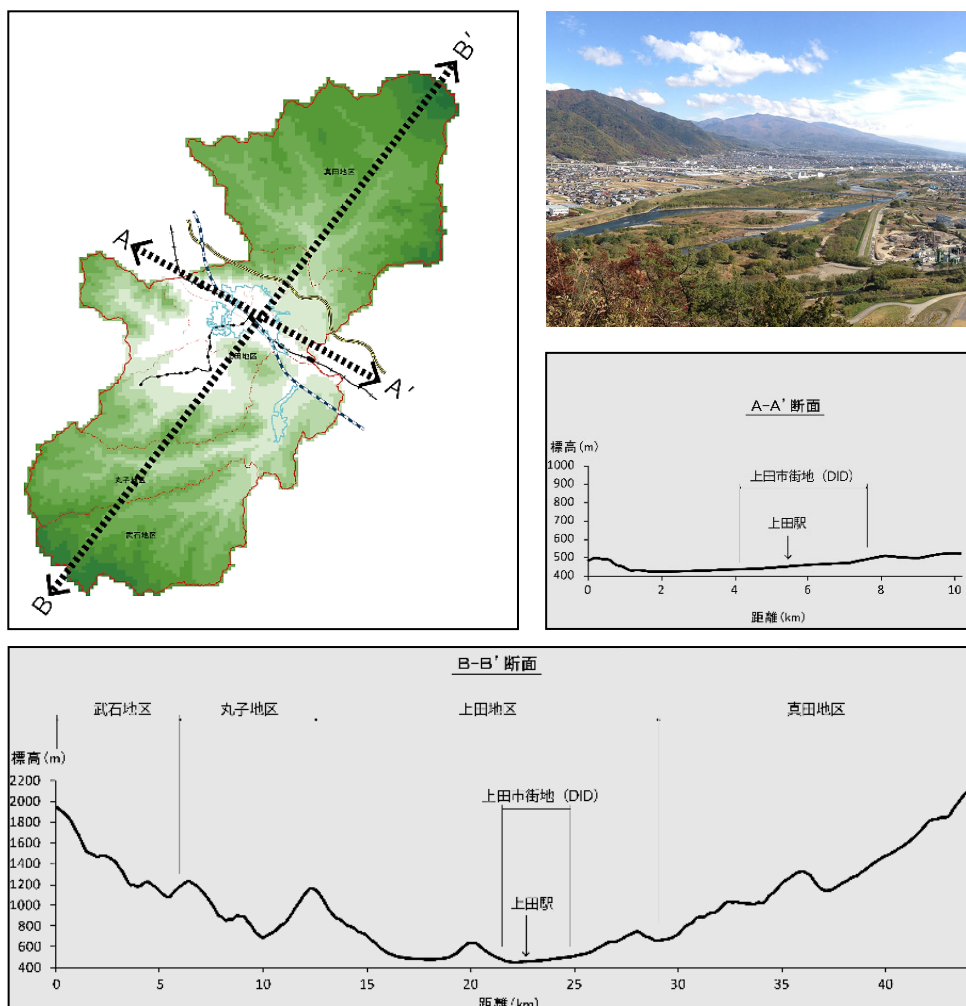 B'
真田地区
A
上田地区
A'
丸子地区
武石地区
B
A-A'断面
標高(m)
1000
900
800
700
600
500
400
上田市街地（DID）
上田駅
0
2
4
6
8
10
距離(km)
B-B'断面
武石地区
丸子地区
上田地区
真田地区
標高(m)
2200
2000
1800
1600
1400
1200
1000
800
600
400
上田市街地（DID）
上田駅
0
5
10
15
20
25
30
35
40
距離(km)